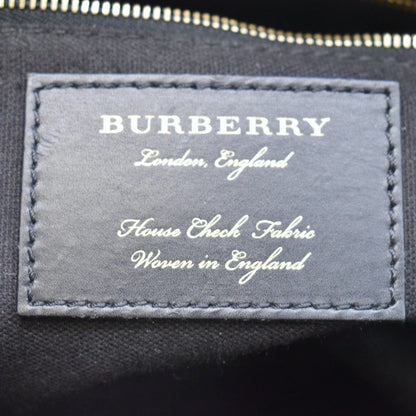 BURBERRY
London, England
House Check Fabric
Woven in England